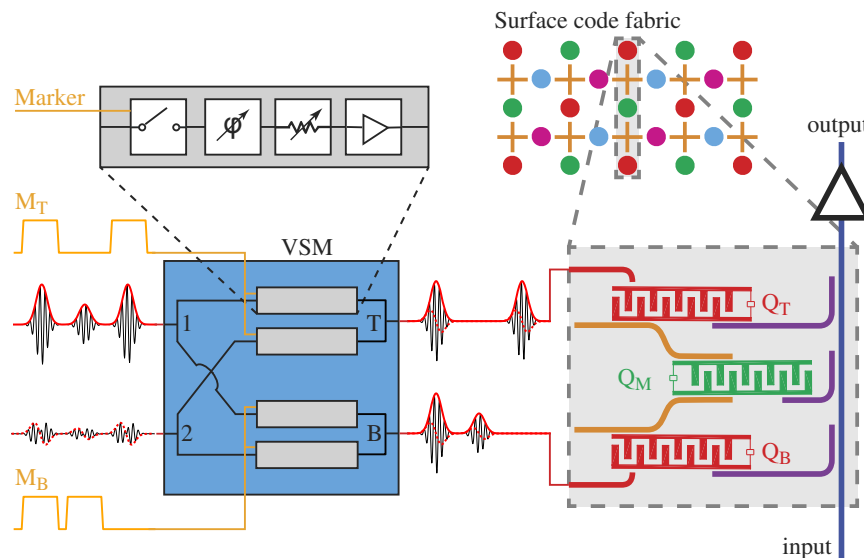 Surface code fabric
Marker
φ
output
M_T
VSM
1
T
Q_T
Q_M
2
B
Q_B
M_B
input